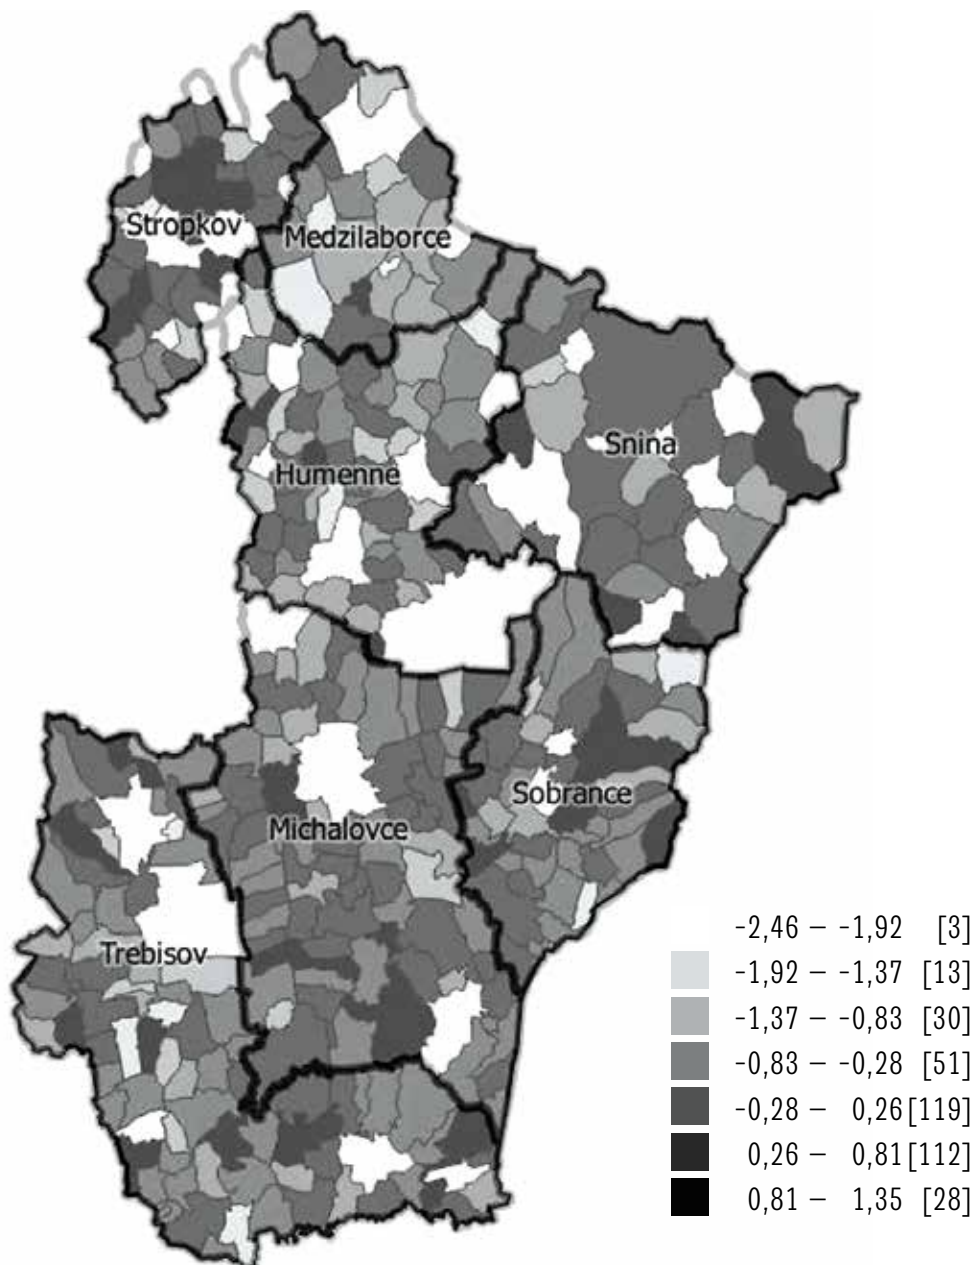 Stropkov
Medzilaborce
Snina
Humenne
Sobrance
Michalovce
Trebisov
-2,46 – -1,92 [3]
-1,92 – -1,37 [13]
-1,37 – -0,83 [30]
-0,83 – -0,28 [51]
-0,28 – 0,26 [119]
0,26 – 0,81 [112]
0,81 – 1,35 [28]